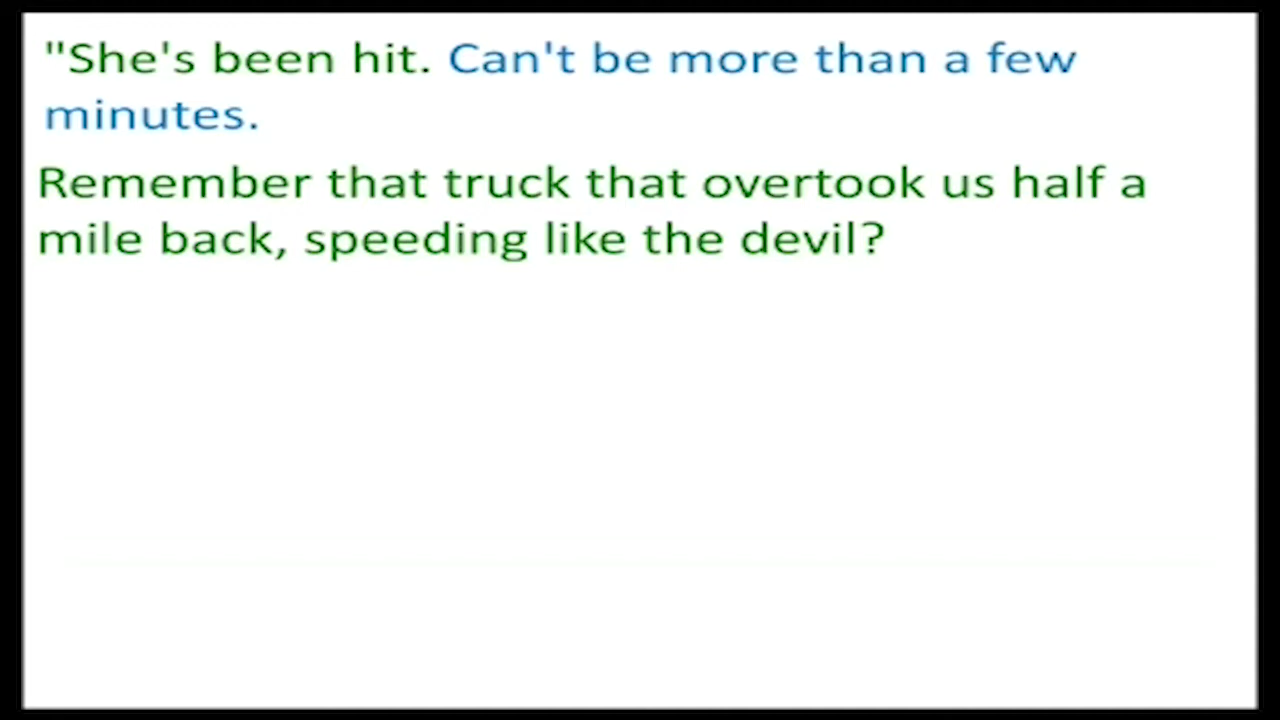 "She's been hit. Can't be more than a few
minutes.
Remember that truck that overtook us half a
mile back, speeding like the devil?